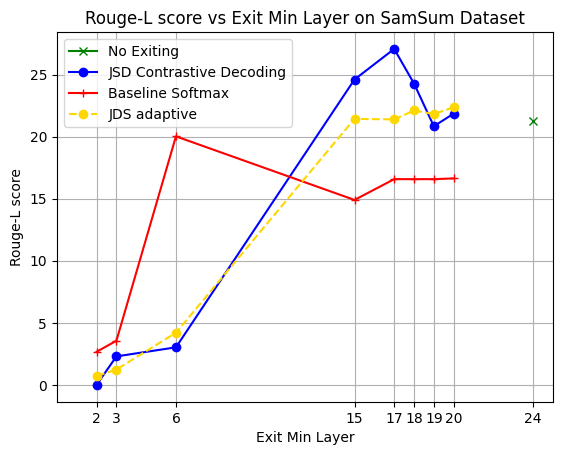 Rouge-L score vs Exit Min Layer on SamSum Dataset
No Exiting
JSD Contrastive Decoding
Baseline Softmax
JDS adaptive
Rouge-L score
25
20
15
10
5
0
2 3 6 15 17 18 19 20 24
Exit Min Layer